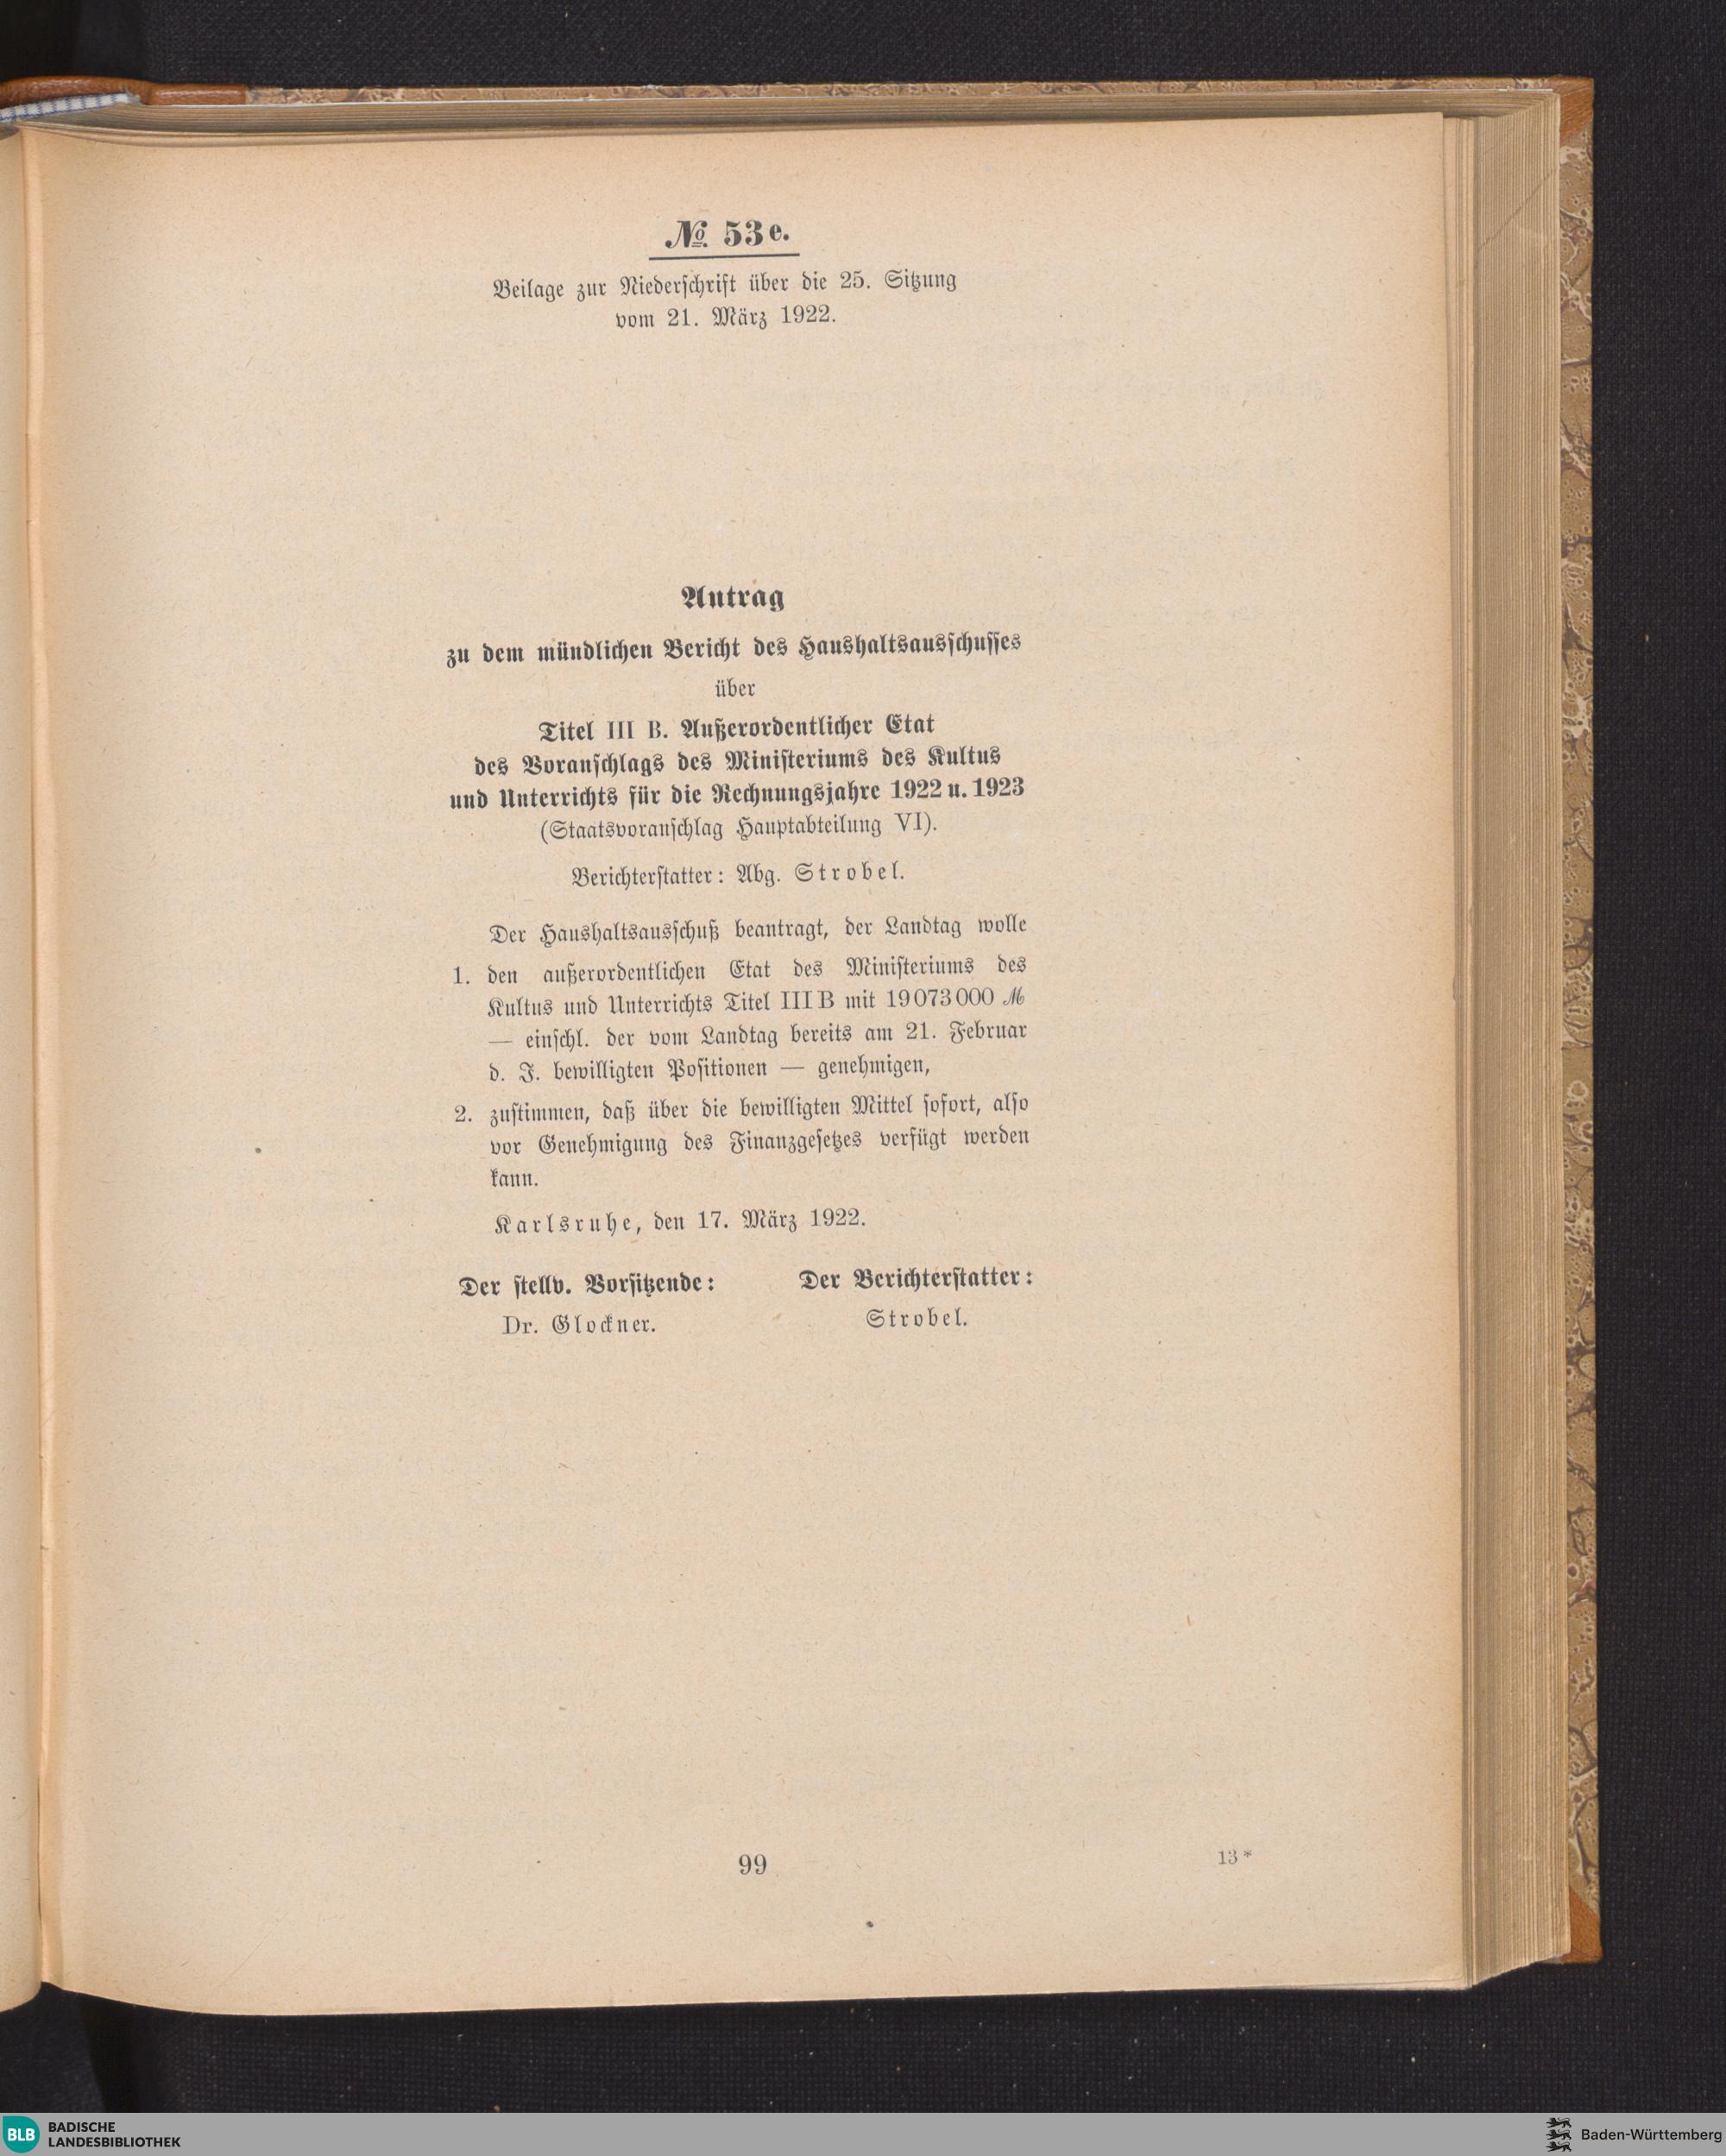 № 53 e.
Beilage zur Niederschrift über die 25. Sitzung
vom 21. März 1922.
Antrag
zu dem mündlichen Bericht des Haushaltsausschusses
über
Titel III B. Außerordentlicher Etat
des Voranschlags des Ministeriums des Kultus
und Unterrichts für die Rechnungsjahre 1922 u. 1923
(Staatsvoranschlag Hauptabteilung VI).
Berichterstatter: Abg. Strobel.
Der Haushaltsausschuß beantragt, der Landtag wolle
1. den außerordentlichen Etat des Ministeriums des
Kultus und Unterrichts Titel III B mit 19 073 000 ℳ
— einschl. der vom Landtag bereits am 21. Februar
d. J. bewilligten Positionen — genehmigen,
2. zustimmen, daß über die bewilligten Mittel sofort, also
vor Genehmigung des Finanzgesetzes verfügt werden
kann.
Karlsruhe, den 17. März 1922.
Der stellv. Vorsitzende: Der Berichterstatter:
Dr. Glockner. Strobel.
99 13*
BLB BADISCHE
LANDESBIBLIOTHEK
Baden-Württemberg